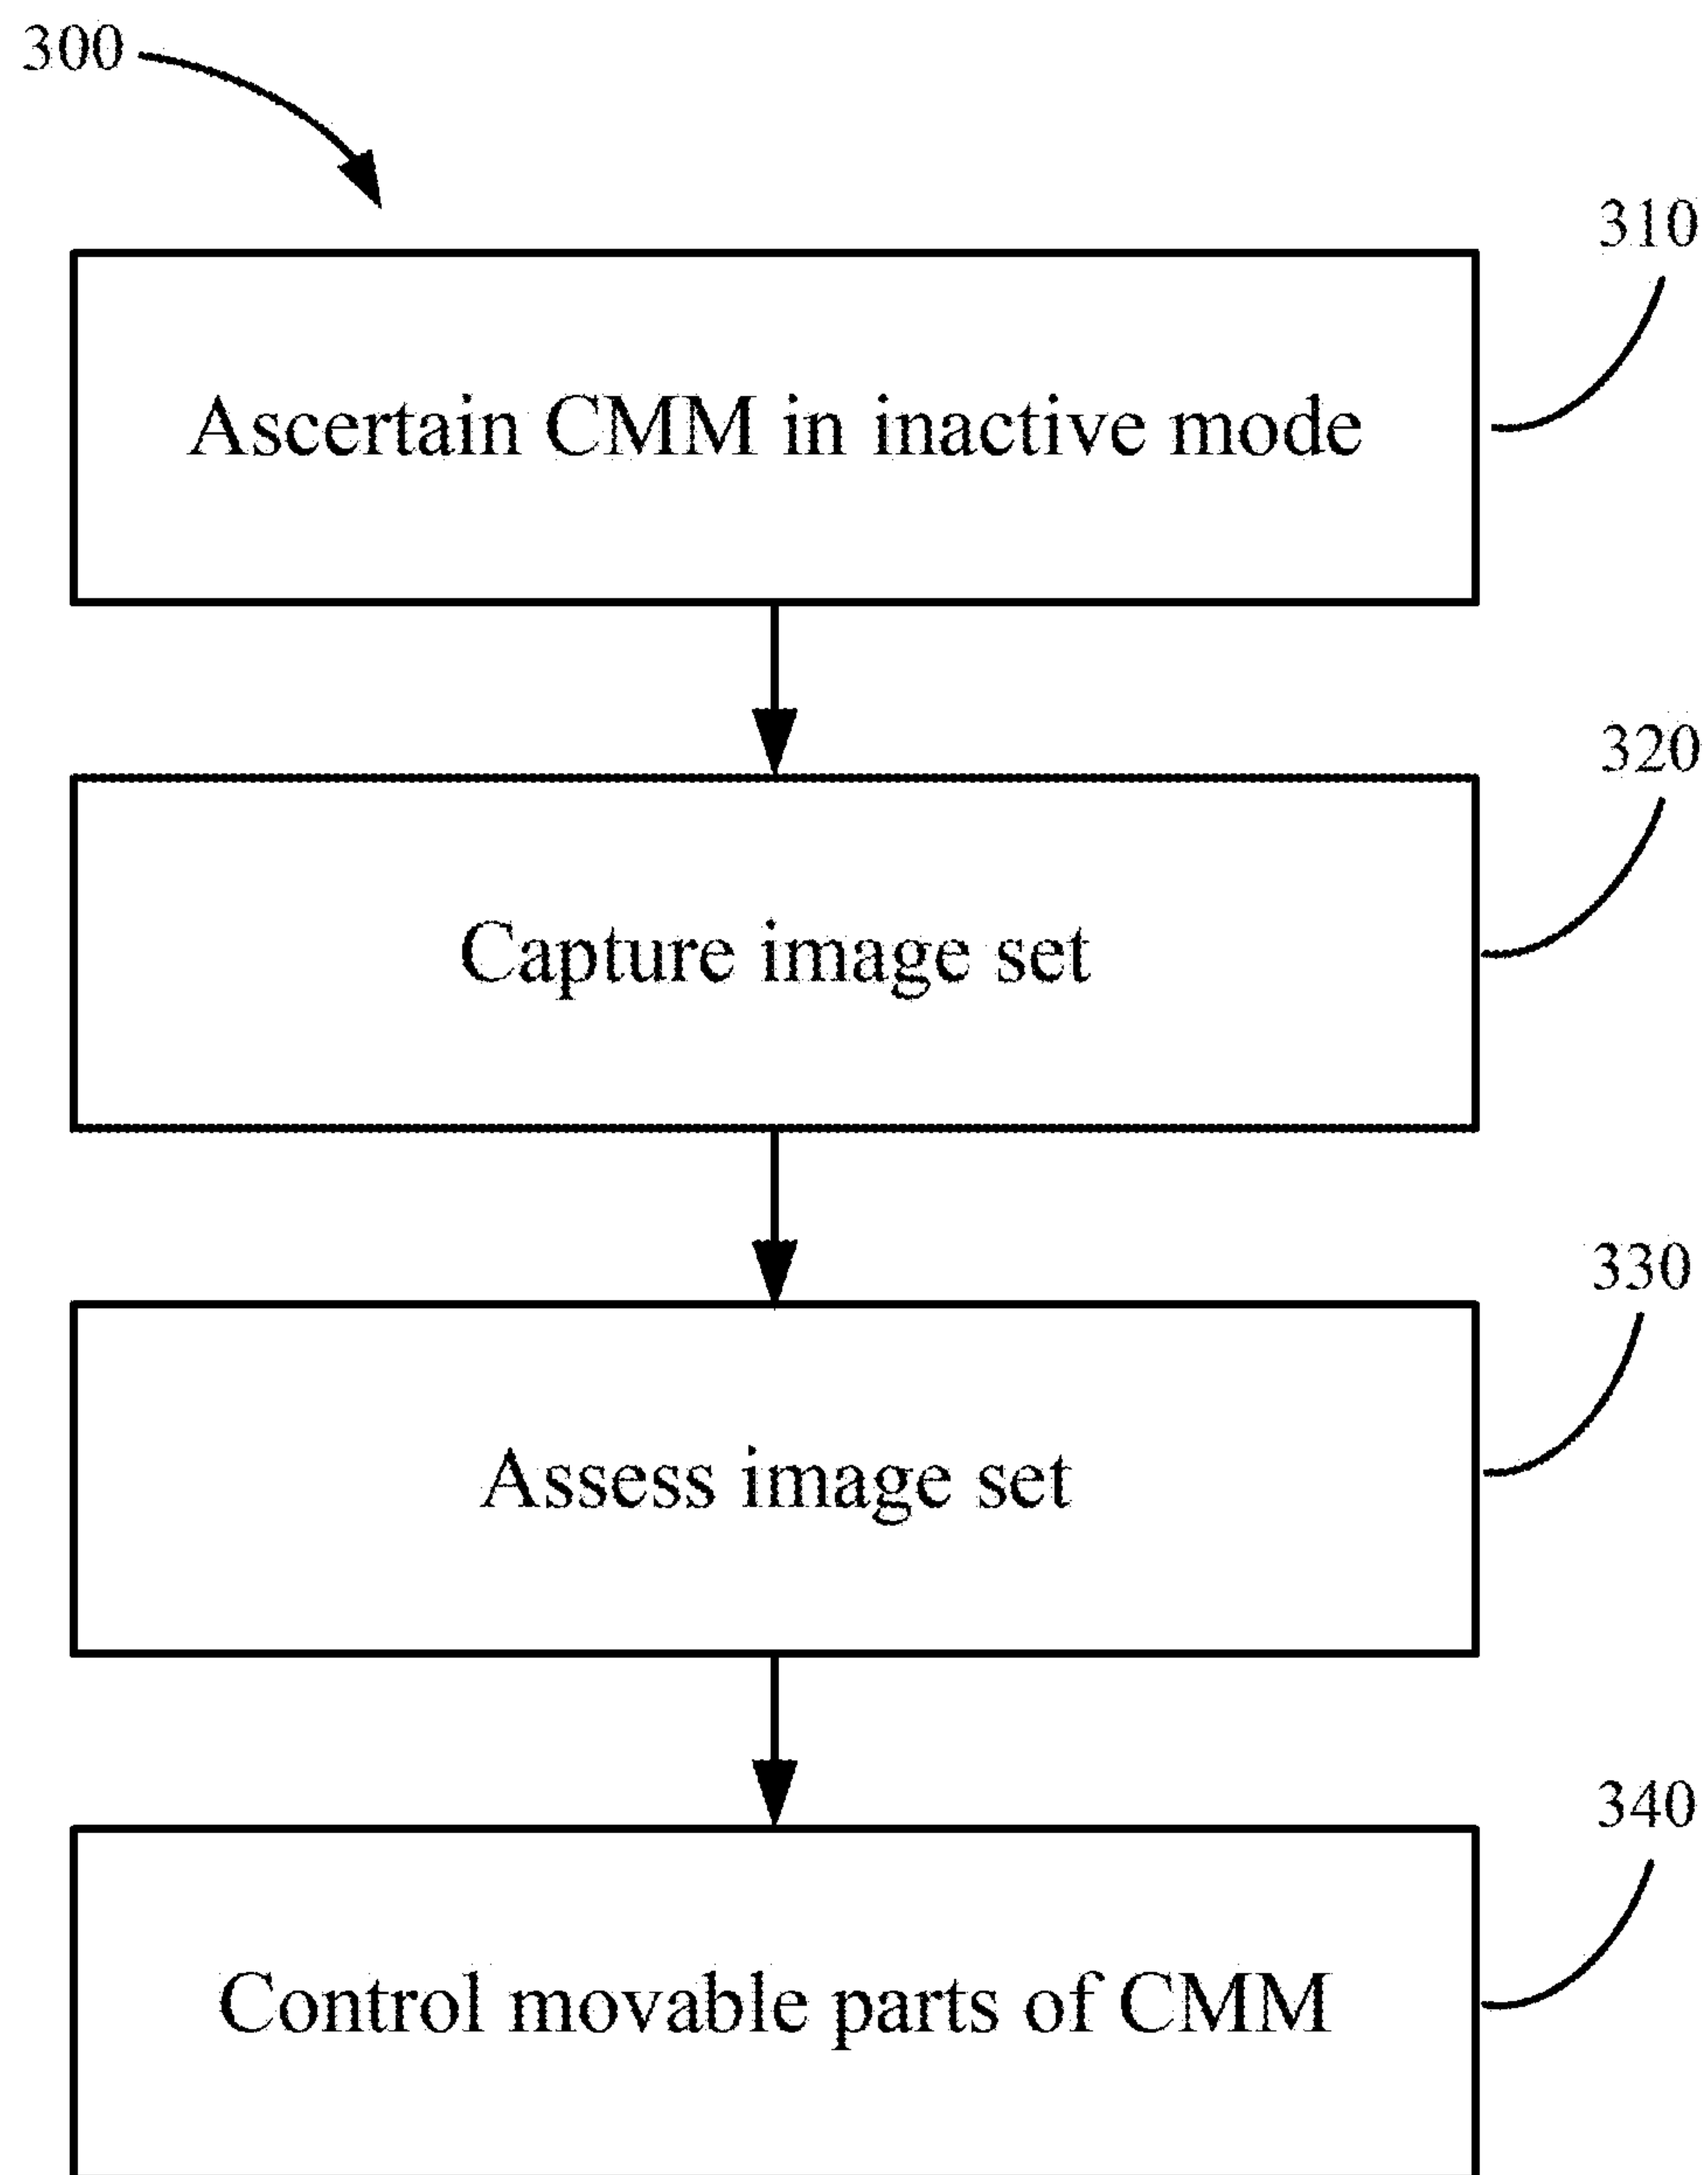 300
310
Ascertain CMM in inactive mode
320
Capture image set
330
Assess image set
340
Control movable parts of CMM